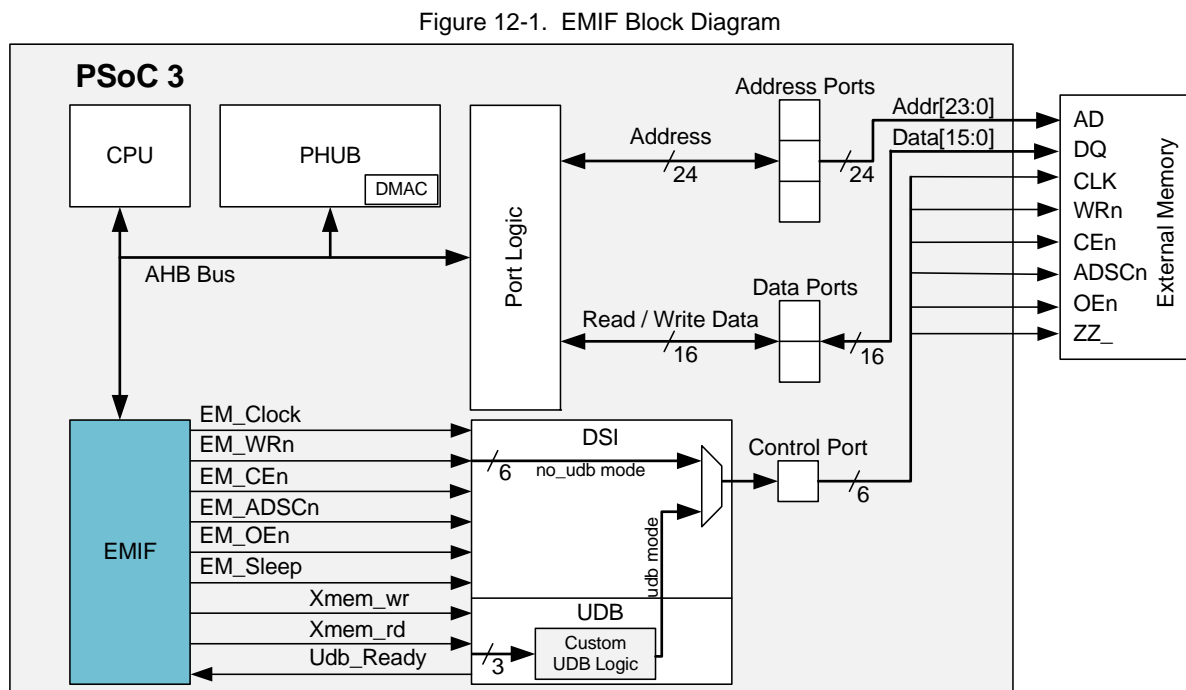 Figure 12-1.  EMIF Block Diagram
PSoC 3
CPU
PHUB
DMAC
AHB Bus
Port Logic
Address
24
Address Ports
24
Addr[23:0]
Data[15:0]
Read / Write Data
16
Data Ports
16
AD
DQ
CLK
WRn
CEn
ADSCn
OEn
ZZ_
External Memory
EMIF
EM_Clock
EM_WRn
EM_CEn
EM_ADSCn
EM_OEn
EM_Sleep
Xmem_wr
Xmem_rd
Udb_Ready
DSI
6
no_udb mode
udb mode
UDB
3
Custom
UDB Logic
Control Port
6